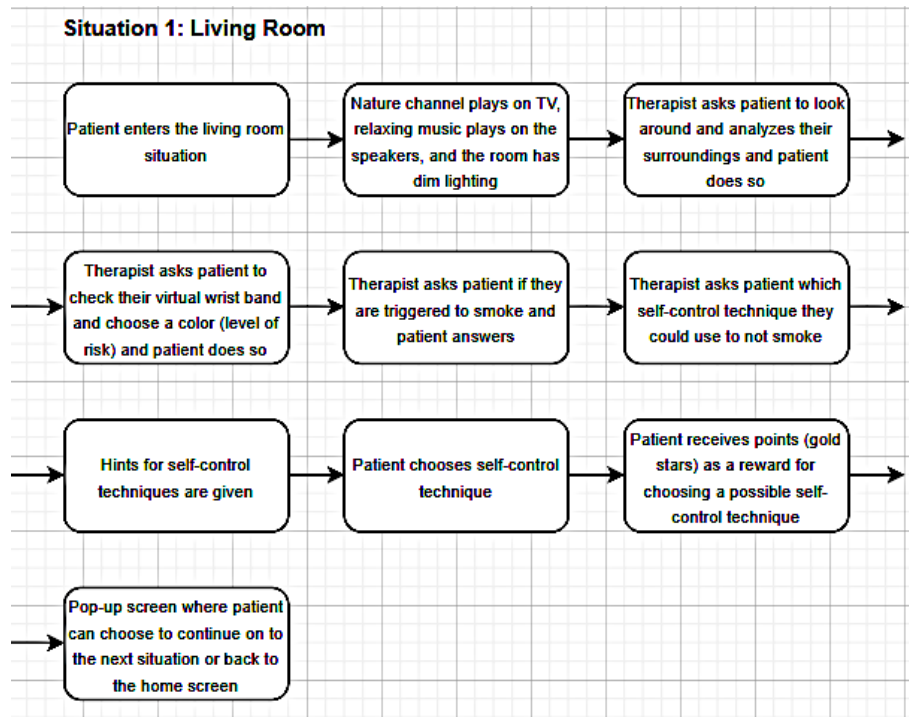 Situation 1: Living Room
Patient enters the living room
situation
Nature channel plays on TV,
relaxing music plays on the
speakers, and the room has
dim lighting
Therapist asks patient to look
around and analyzes their
surroundings and patient
does so
Therapist asks patient to
check their virtual wrist band
and choose a color (level of
risk) and patient does so
Therapist asks patient if they
are triggered to smoke and
patient answers
Therapist asks patient which
self-control technique they
could use to not smoke
Hints for self-control
techniques are given
Patient chooses self-control
technique
Patient receives points (gold
stars) as a reward for
choosing a possible self-
control technique
Pop-up screen where patient
can choose to continue on to
the next situation or back to
the home screen